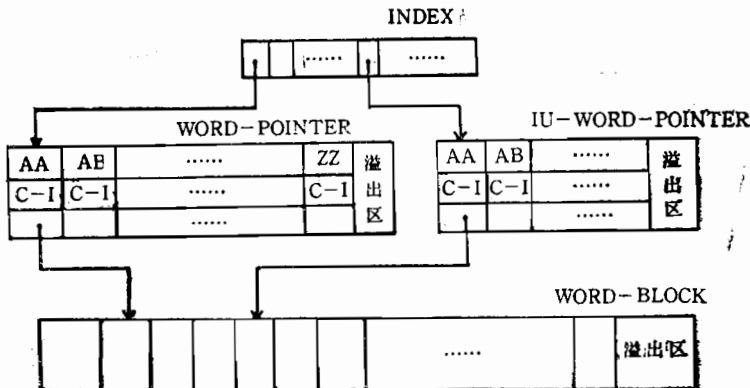 INDEX
…… ……
WORD-POINTER
AA AB …… ZZ 溢出区
C-I C-I …… C-I
……
IU-WORD-POINTER
AA AB …… 溢出区
C-I C-I ……
……
WORD-BLOCK
…… 溢出区